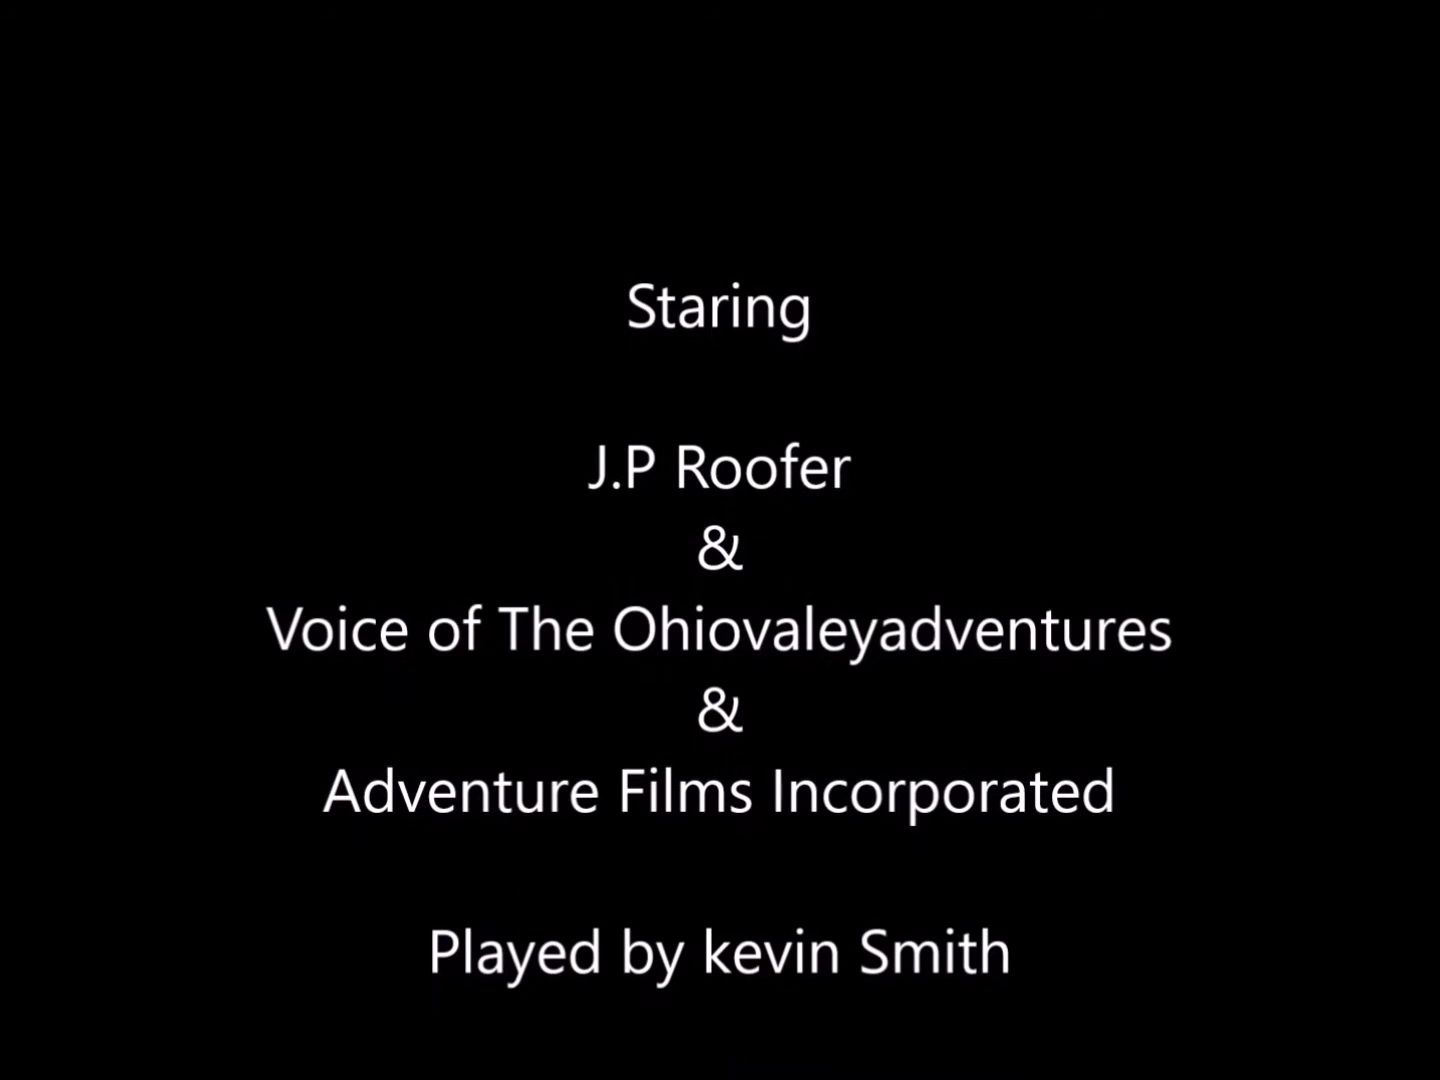 Staring
J.P Roofer
&
Voice of The Ohiovaleyadventures
&
Adventure Films Incorporated
Played by kevin Smith